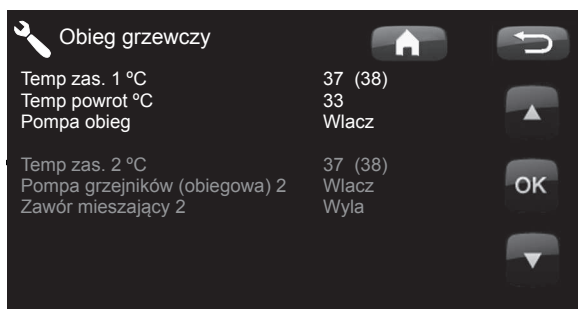 Obieg grzewczy
Temp zas. 1 ºC 37 (38)
Temp powrot ºC 33
Pompa obieg Wlacz
Temp zas. 2 ºC 37 (38)
Pompa grzejników (obiegowa) 2 Wlacz
Zawór mieszający 2 Wyla
OK